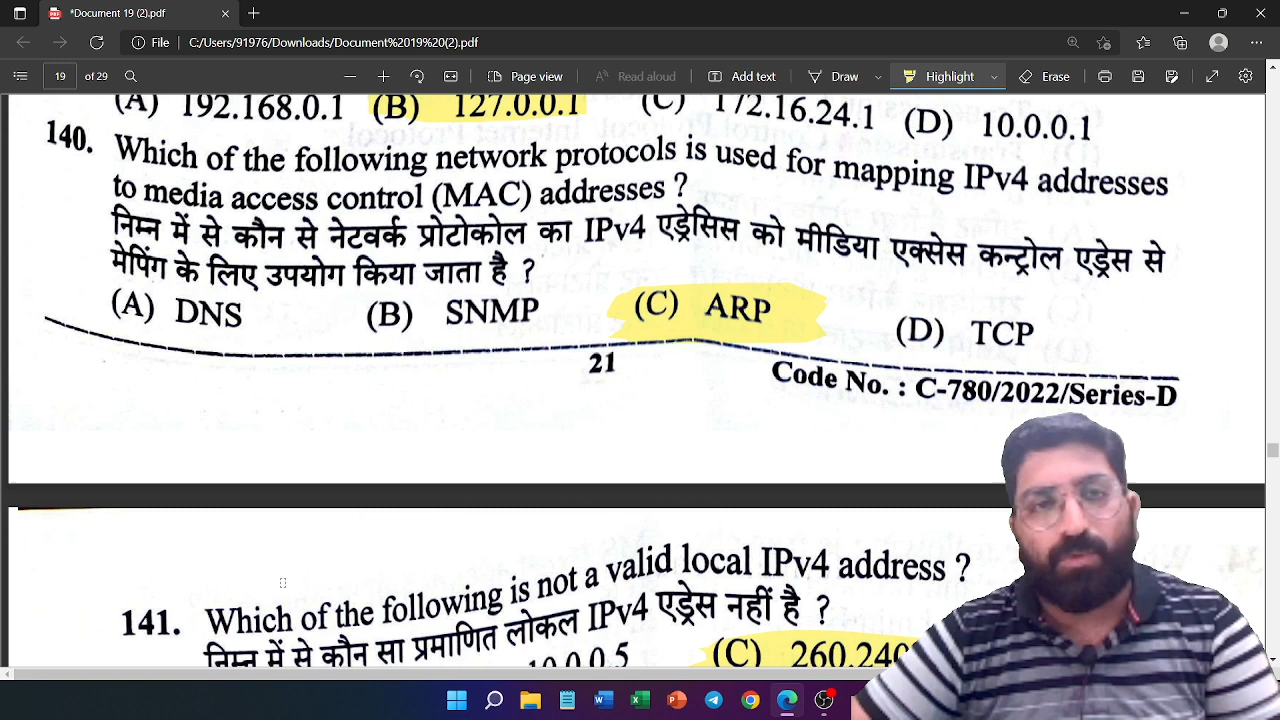 *Document 19 (2).pdf
File
C:/Users/91976/Downloads/Document%2019%20(2).pdf
19 of 29
Page view
Read aloud
Add text
Draw
Highlight
Erase
(A) 192.168.0.1 (B) 127.0.0.1 (C) 172.16.24.1 (D) 10.0.0.1
140. Which of the following network protocols is used for mapping IPv4 addresses
to media access control (MAC) addresses ?
निम्न में से कौन से नेटवर्क प्रोटोकोल का IPv4 एड्रेसिस को मीडिया एक्सेस कन्ट्रोल एड्रेस से
मेपिंग के लिए उपयोग किया जाता है ?
(A) DNS (B) SNMP (C) ARP (D) TCP
21
Code No. : C-780/2022/Series-D
141. Which of the following is not a valid local IPv4 address ?
निम्न में से कौन सा प्रमाणित लोकल IPv4 एड्रेस नहीं है ?
10.0.0.5 (C) 260.240